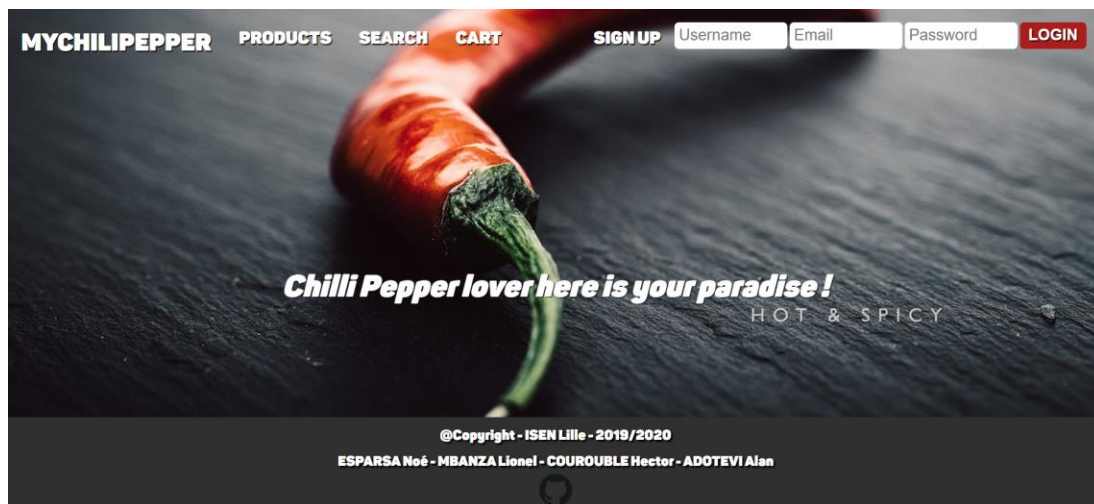 MYCHILIPEPPER PRODUCTS SEARCH CART SIGN UP Username Email Password LOGIN
Chilli Pepper lover here is your paradise !
HOT & SPICY
@Copyright - ISEN Lille - 2019/2020
ESPARSA Noé - MBANZA Lionel - COUROUBLE Hector - ADOTEVI Alan